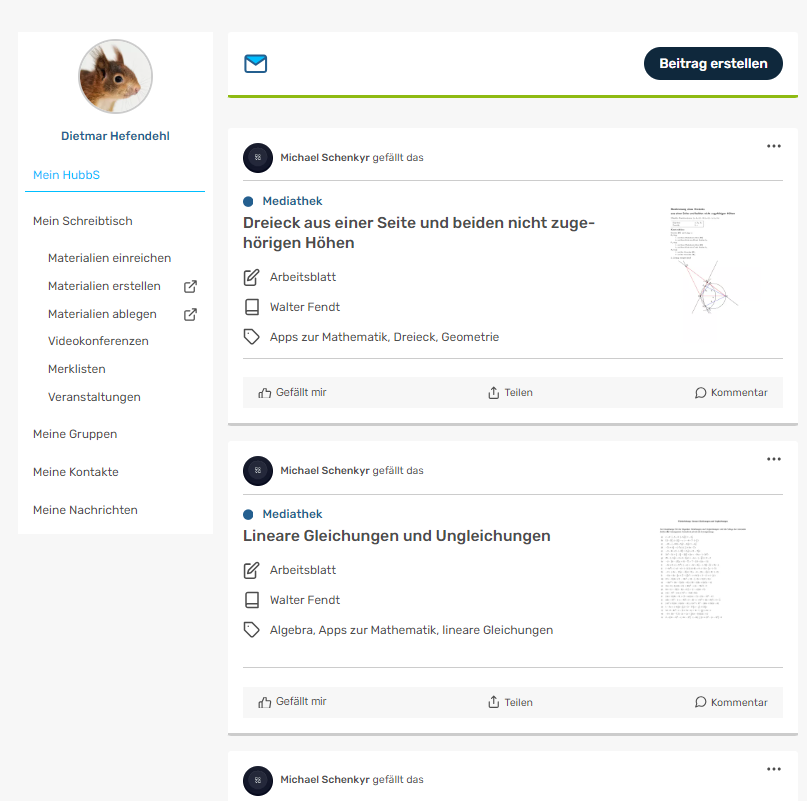 Dietmar Hefendehl
Mein HubbS
Mein Schreibtisch
Materialien einreichen
Materialien erstellen
Materialien ablegen
Videokonferenzen
Merklisten
Veranstaltungen
Meine Gruppen
Meine Kontakte
Meine Nachrichten
Beitrag erstellen
Michael Schenkyr gefällt das
Mediathek
Dreieck aus einer Seite und beiden nicht zuge-
hörigen Höhen
Arbeitsblatt
Walter Fendt
Apps zur Mathematik, Dreieck, Geometrie
Gefällt mir
Teilen
Kommentar
Michael Schenkyr gefällt das
Mediathek
Lineare Gleichungen und Ungleichungen
Arbeitsblatt
Walter Fendt
Algebra, Apps zur Mathematik, lineare Gleichungen
Gefällt mir
Teilen
Kommentar
Michael Schenkyr gefällt das